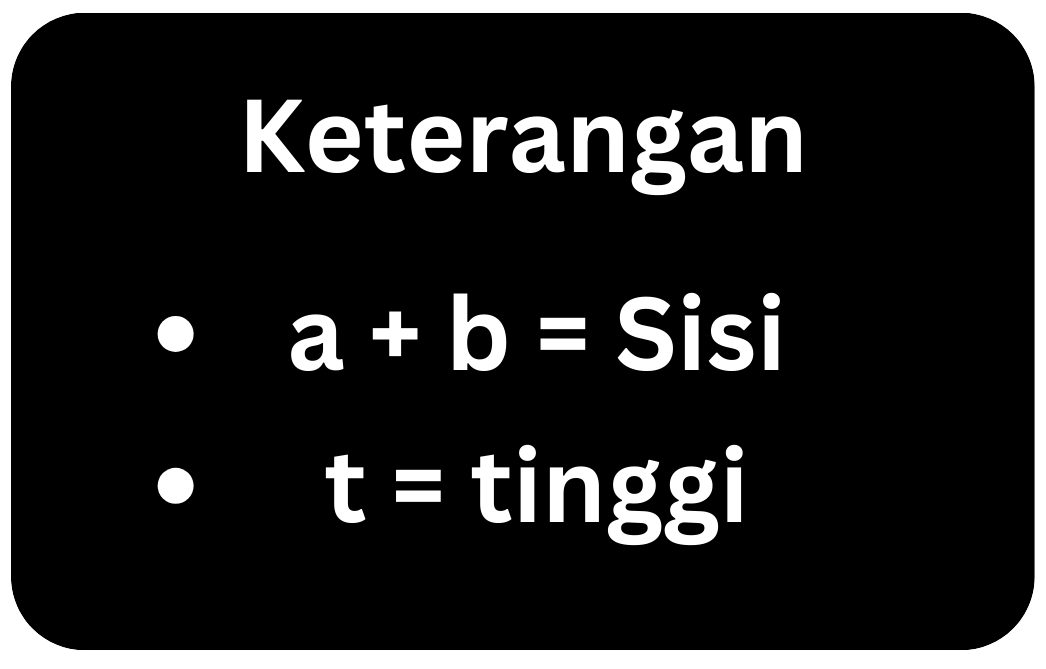 Keterangan
• a + b = Sisi
• t = tinggi